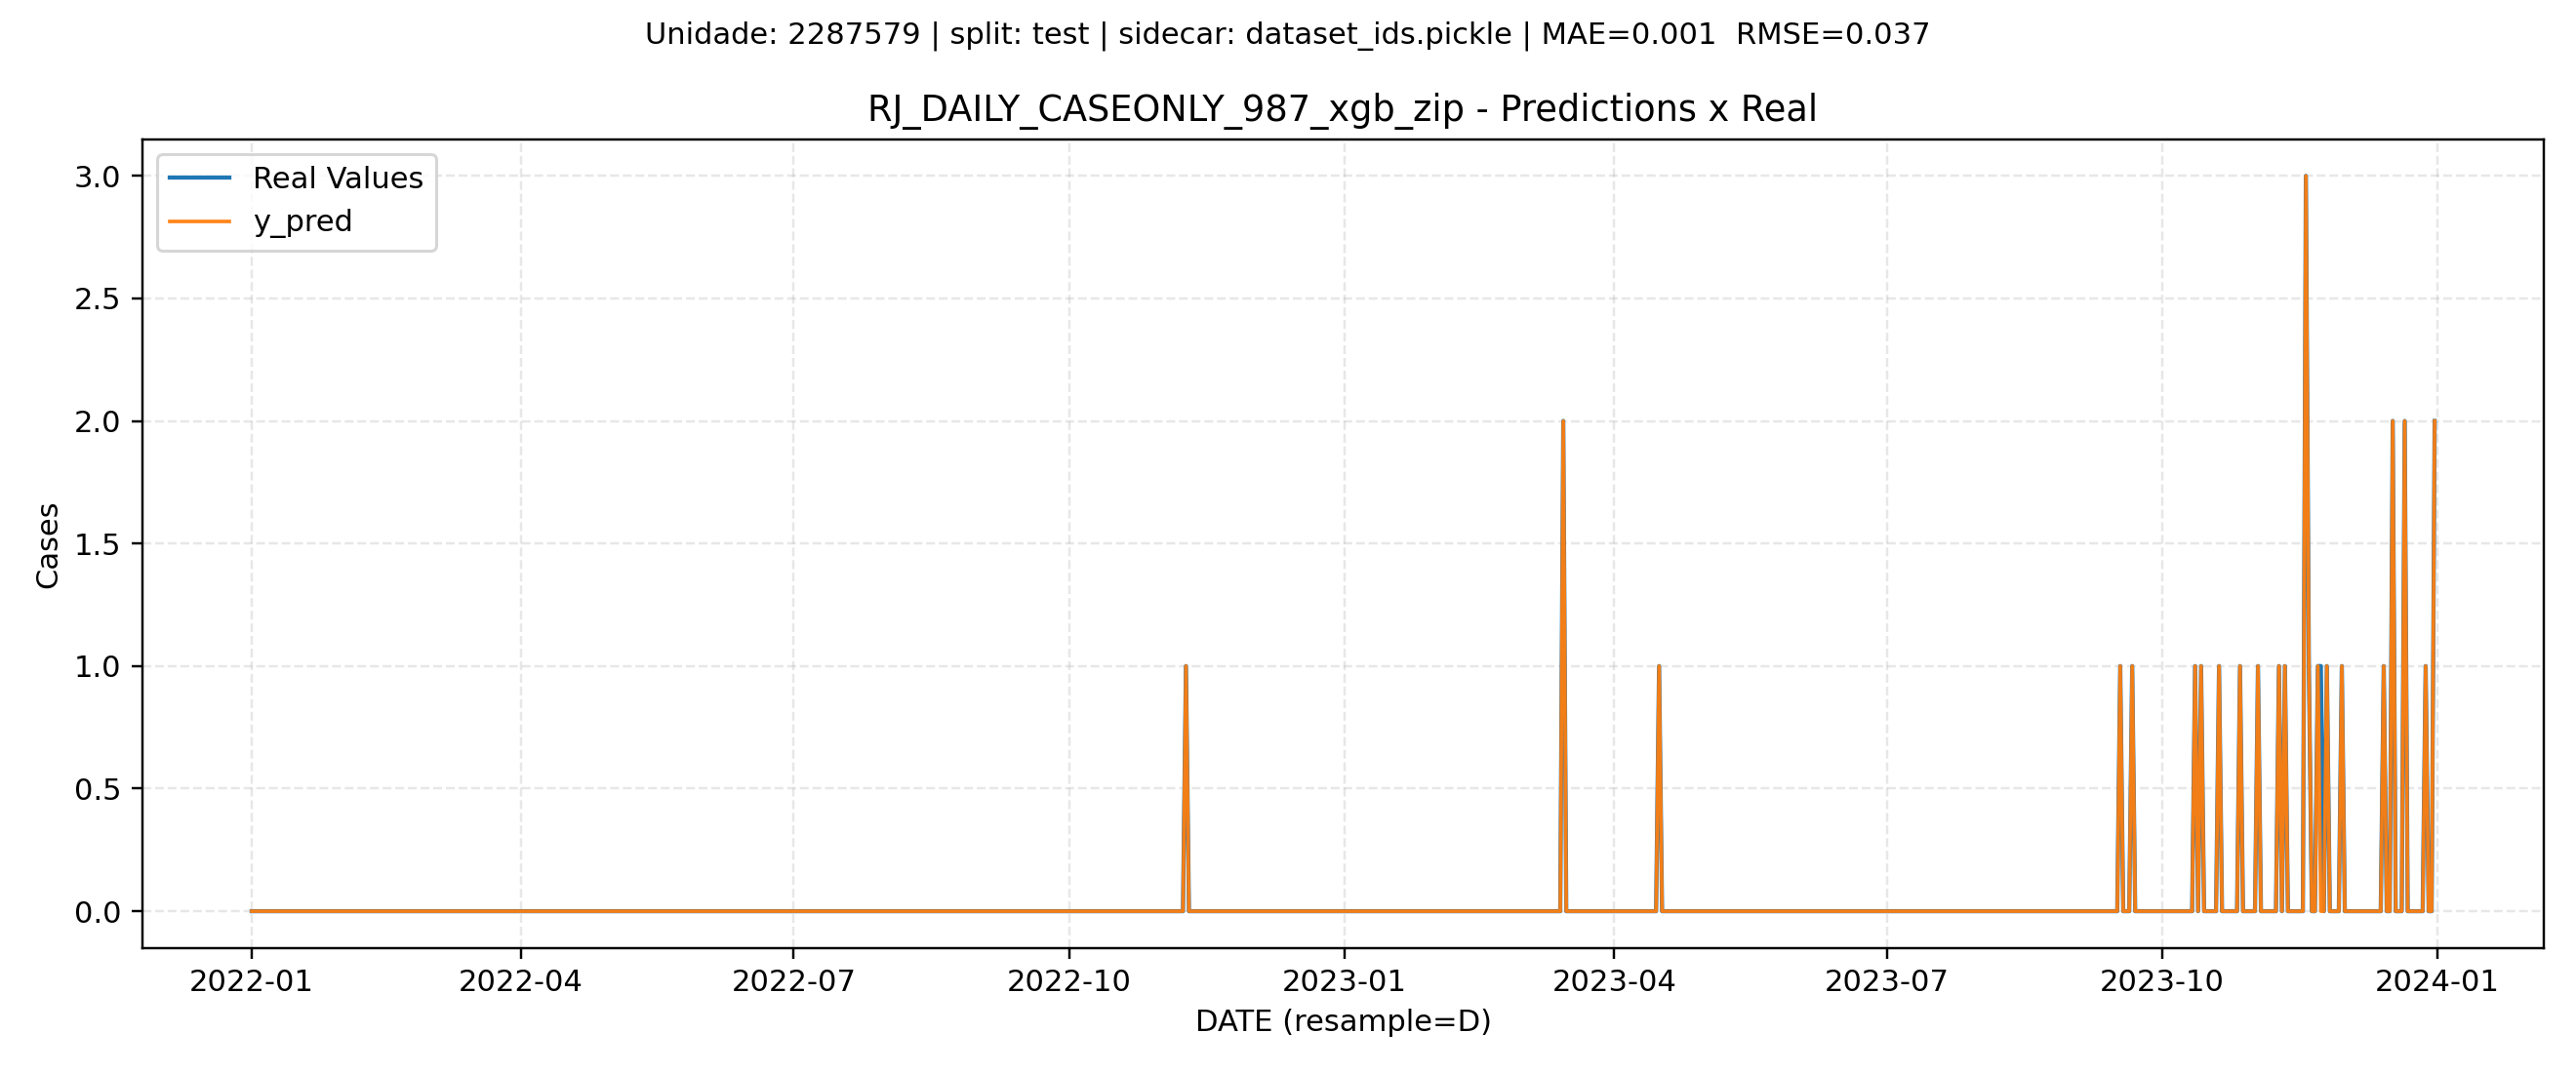 Unidade: 2287579 | split: test | sidecar: dataset_ids.pickle | MAE=0.001  RMSE=0.037
RJ_DAILY_CASEONLY_987_xgb_zip - Predictions x Real
Real Values
y_pred
3.0
2.5
2.0
1.5
1.0
0.5
0.0
Cases
2022-01
2022-04
2022-07
2022-10
2023-01
2023-04
2023-07
2023-10
2024-01
DATE (resample=D)